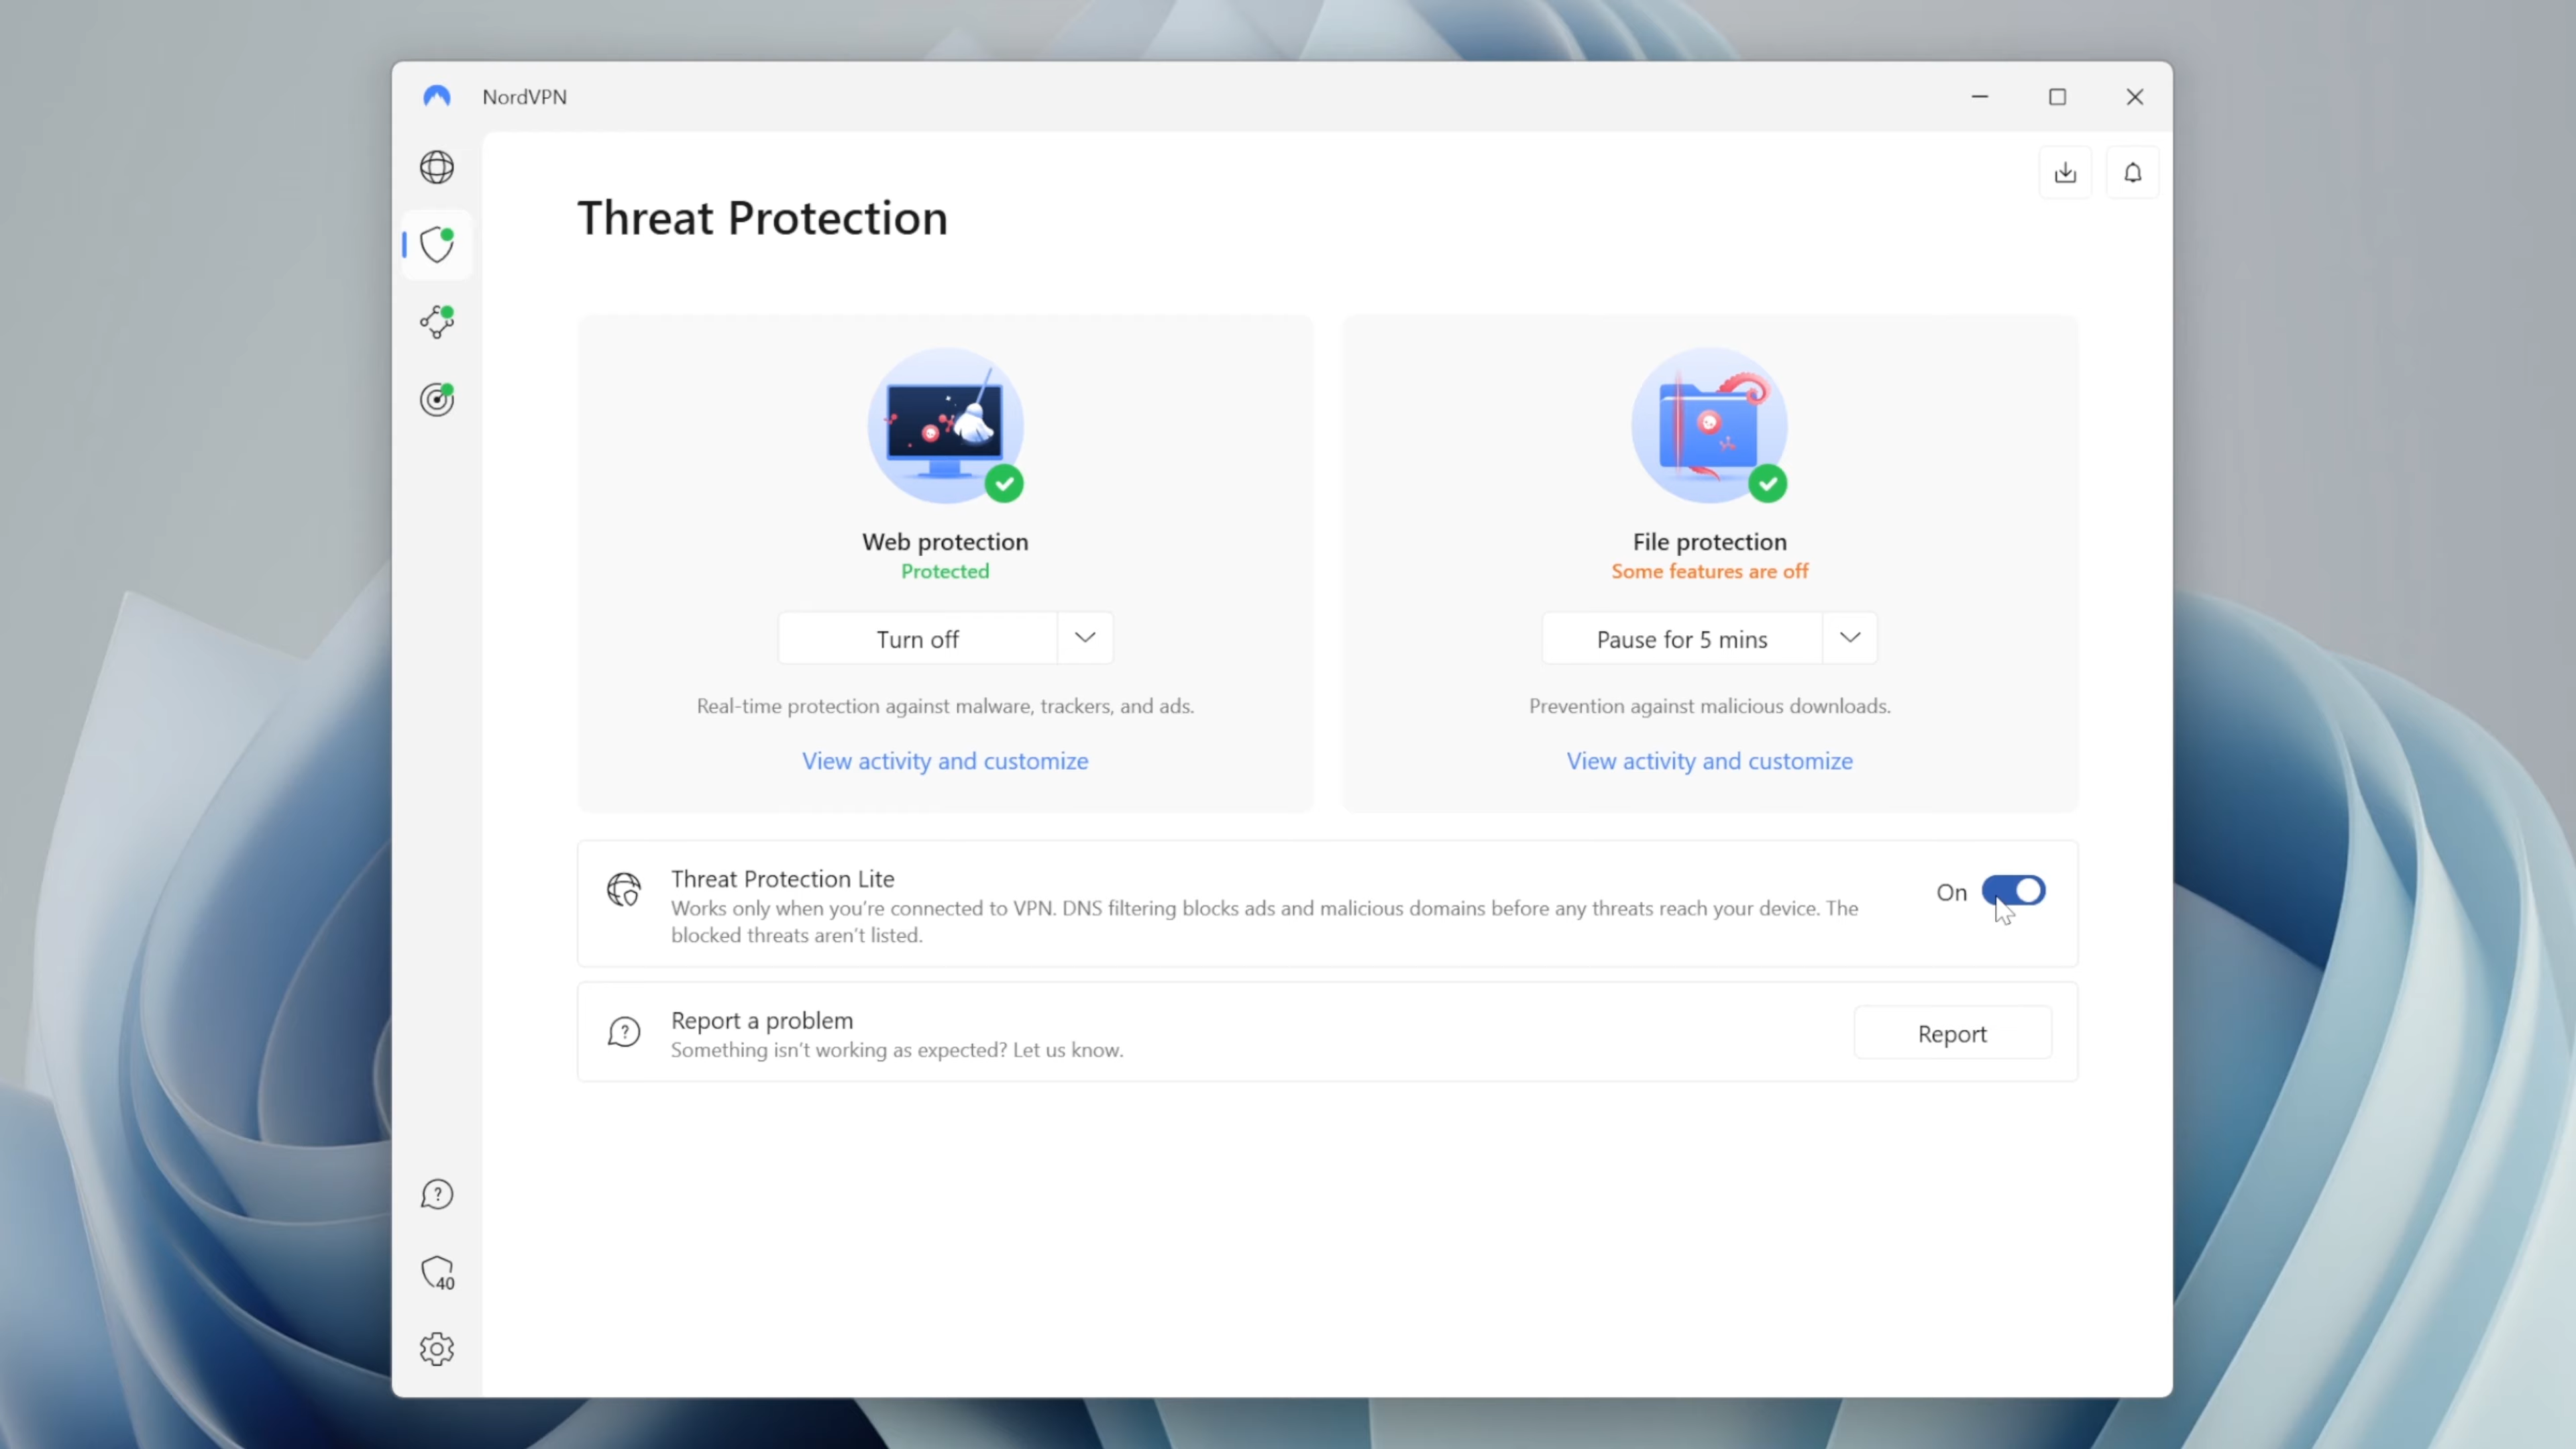 NordVPN
Threat Protection
Web protection
Protected
Turn off
Real-time protection against malware, trackers, and ads.
View activity and customize
File protection
Some features are off
Pause for 5 mins
Prevention against malicious downloads.
View activity and customize
Threat Protection Lite
Works only when you’re connected to VPN. DNS filtering blocks ads and malicious domains before any threats reach your device. The
blocked threats aren’t listed.
On
Report a problem
Something isn’t working as expected? Let us know.
Report
40